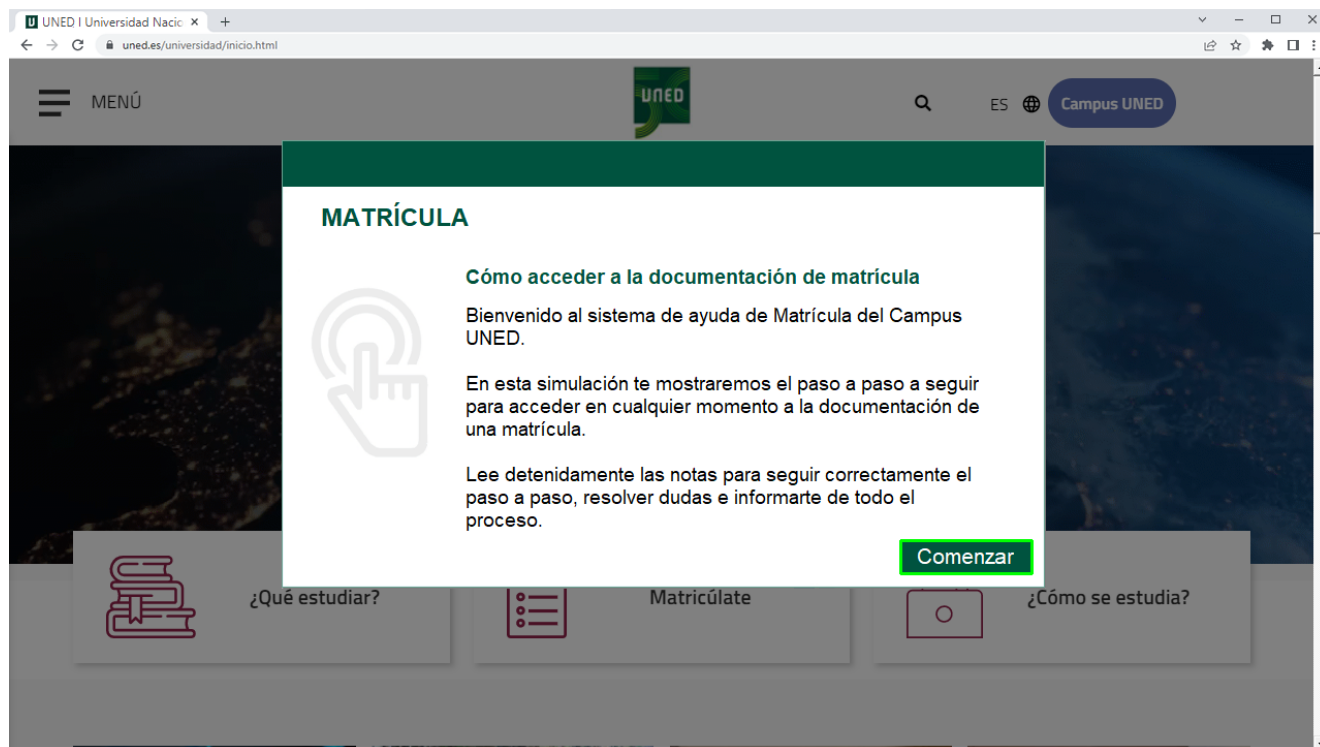 UNED I Universidad Nacio
uned.es/universidad/inicio.html
MENÚ
UNED
ES
Campus UNED
MATRÍCULA
Cómo acceder a la documentación de matrícula
Bienvenido al sistema de ayuda de Matrícula del Campus
UNED.
En esta simulación te mostraremos el paso a paso a seguir
para acceder en cualquier momento a la documentación de
una matrícula.
Lee detenidamente las notas para seguir correctamente el
paso a paso, resolver dudas e informarte de todo el
proceso.
Comenzar
¿Qué estudiar?
Matricúlate
¿Cómo se estudia?